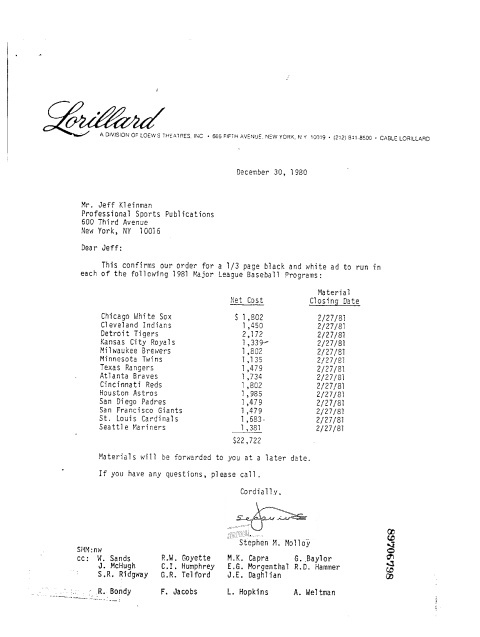 Lorillard
A DIVISION OF LOEW'S THEATRES, INC. • 666 FIFTH AVENUE, NEW YORK, N.Y. 10019 • (212) 841-8500 • CABLE LORILLARD
December 30, 1980
Mr. Jeff Kleinman
Professional Sports Publications
600 Third Avenue
New York, NY 10016
Dear Jeff:
This confirms our order for a 1/3 page black and white ad to run in
each of the following 1981 Major League Baseball Programs:
Material
Net Cost Closing Date
Chicago White Sox $ 1,802 2/27/81
Cleveland Indians 1,450 2/27/81
Detroit Tigers 2,172 2/27/81
Kansas City Royals 1,339 2/27/81
Milwaukee Brewers 1,802 2/27/81
Minnesota Twins 1,135 2/27/81
Texas Rangers 1,479 2/27/81
Atlanta Braves 1,734 2/27/81
Cincinnati Reds 1,802 2/27/81
Houston Astros 1,985 2/27/81
San Diego Padres 1,479 2/27/81
San Francisco Giants 1,479 2/27/81
St. Louis Cardinals 1,683 2/27/81
Seattle Mariners 1,381 2/27/81
$22,722
Materials will be forwarded to you at a later date.
If you have any questions, please call.
Cordially,
Stephen M. Molloy
SMM:nw
cc: W. Sands R.W. Goyette M.K. Capra G. Baylor
J. McHugh C.I. Humphrey E.G. Morgenthal R.D. Hammer
S.R. Ridgway G.R. Telford J.E. Daghlian
R. Bondy F. Jacobs L. Hopkins A. Weltman
89706798